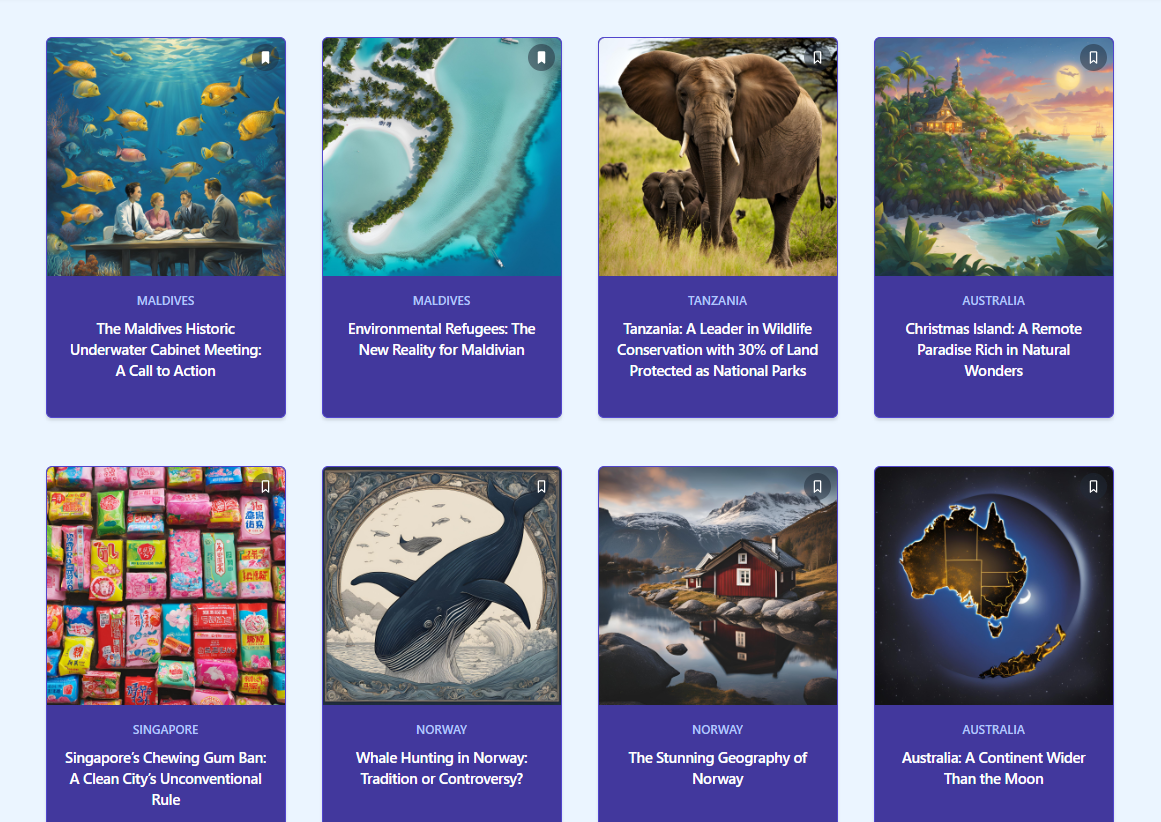 MALDIVES
The Maldives Historic
Underwater Cabinet Meeting:
A Call to Action
MALDIVES
Environmental Refugees: The
New Reality for Maldivian
TANZANIA
Tanzania: A Leader in Wildlife
Conservation with 30% of Land
Protected as National Parks
AUSTRALIA
Christmas Island: A Remote
Paradise Rich in Natural
Wonders
SINGAPORE
Singapore’s Chewing Gum Ban:
A Clean City’s Unconventional
Rule
NORWAY
Whale Hunting in Norway:
Tradition or Controversy?
NORWAY
The Stunning Geography of
Norway
AUSTRALIA
Australia: A Continent Wider
Than the Moon